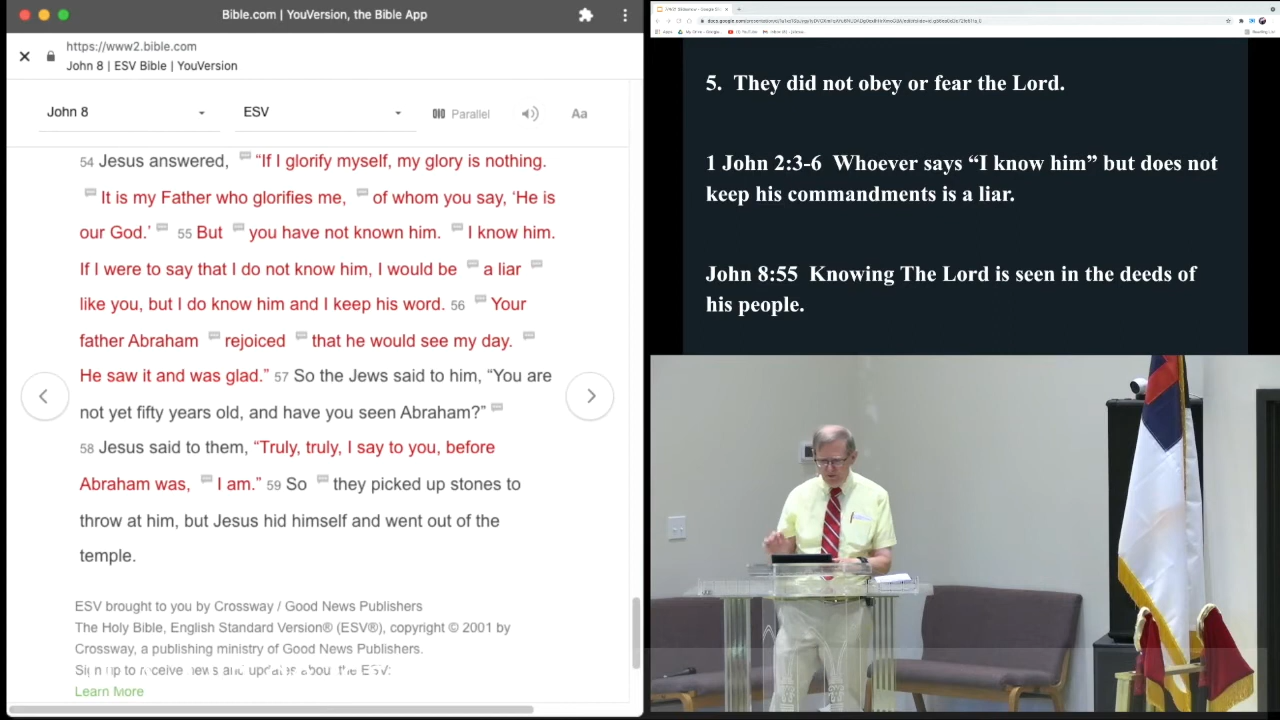 bible.com | YouVersion, the Bible App
https://www2.bible.com
John 8 | ESV Bible | YouVersion
John 8
ESV
Parallel
Aa
54 Jesus answered, “If I glorify myself, my glory is nothing.
It is my Father who glorifies me, of whom you say, ‘He is
our God.’ 55 But you have not known him. I know him.
If I were to say that I do not know him, I would be a liar
like you, but I do know him and I keep his word. 56 Your
father Abraham rejoiced that he would see my day.
He saw it and was glad.” 57 So the Jews said to him, “You are
not yet fifty years old, and have you seen Abraham?”
58 Jesus said to them, “Truly, truly, I say to you, before
Abraham was, I am.” 59 So they picked up stones to
throw at him, but Jesus hid himself and went out of the
temple.
ESV brought to you by Crossway / Good News Publishers
The Holy Bible, English Standard Version® (ESV®), copyright © 2001 by
Crossway, a publishing ministry of Good News Publishers.
Sign up to receive news and updates about the ESV:
Learn More
5. They did not obey or fear the Lord.
1 John 2:3-6 Whoever says “I know him” but does not
keep his commandments is a liar.
John 8:55 Knowing The Lord is seen in the deeds of
his people.